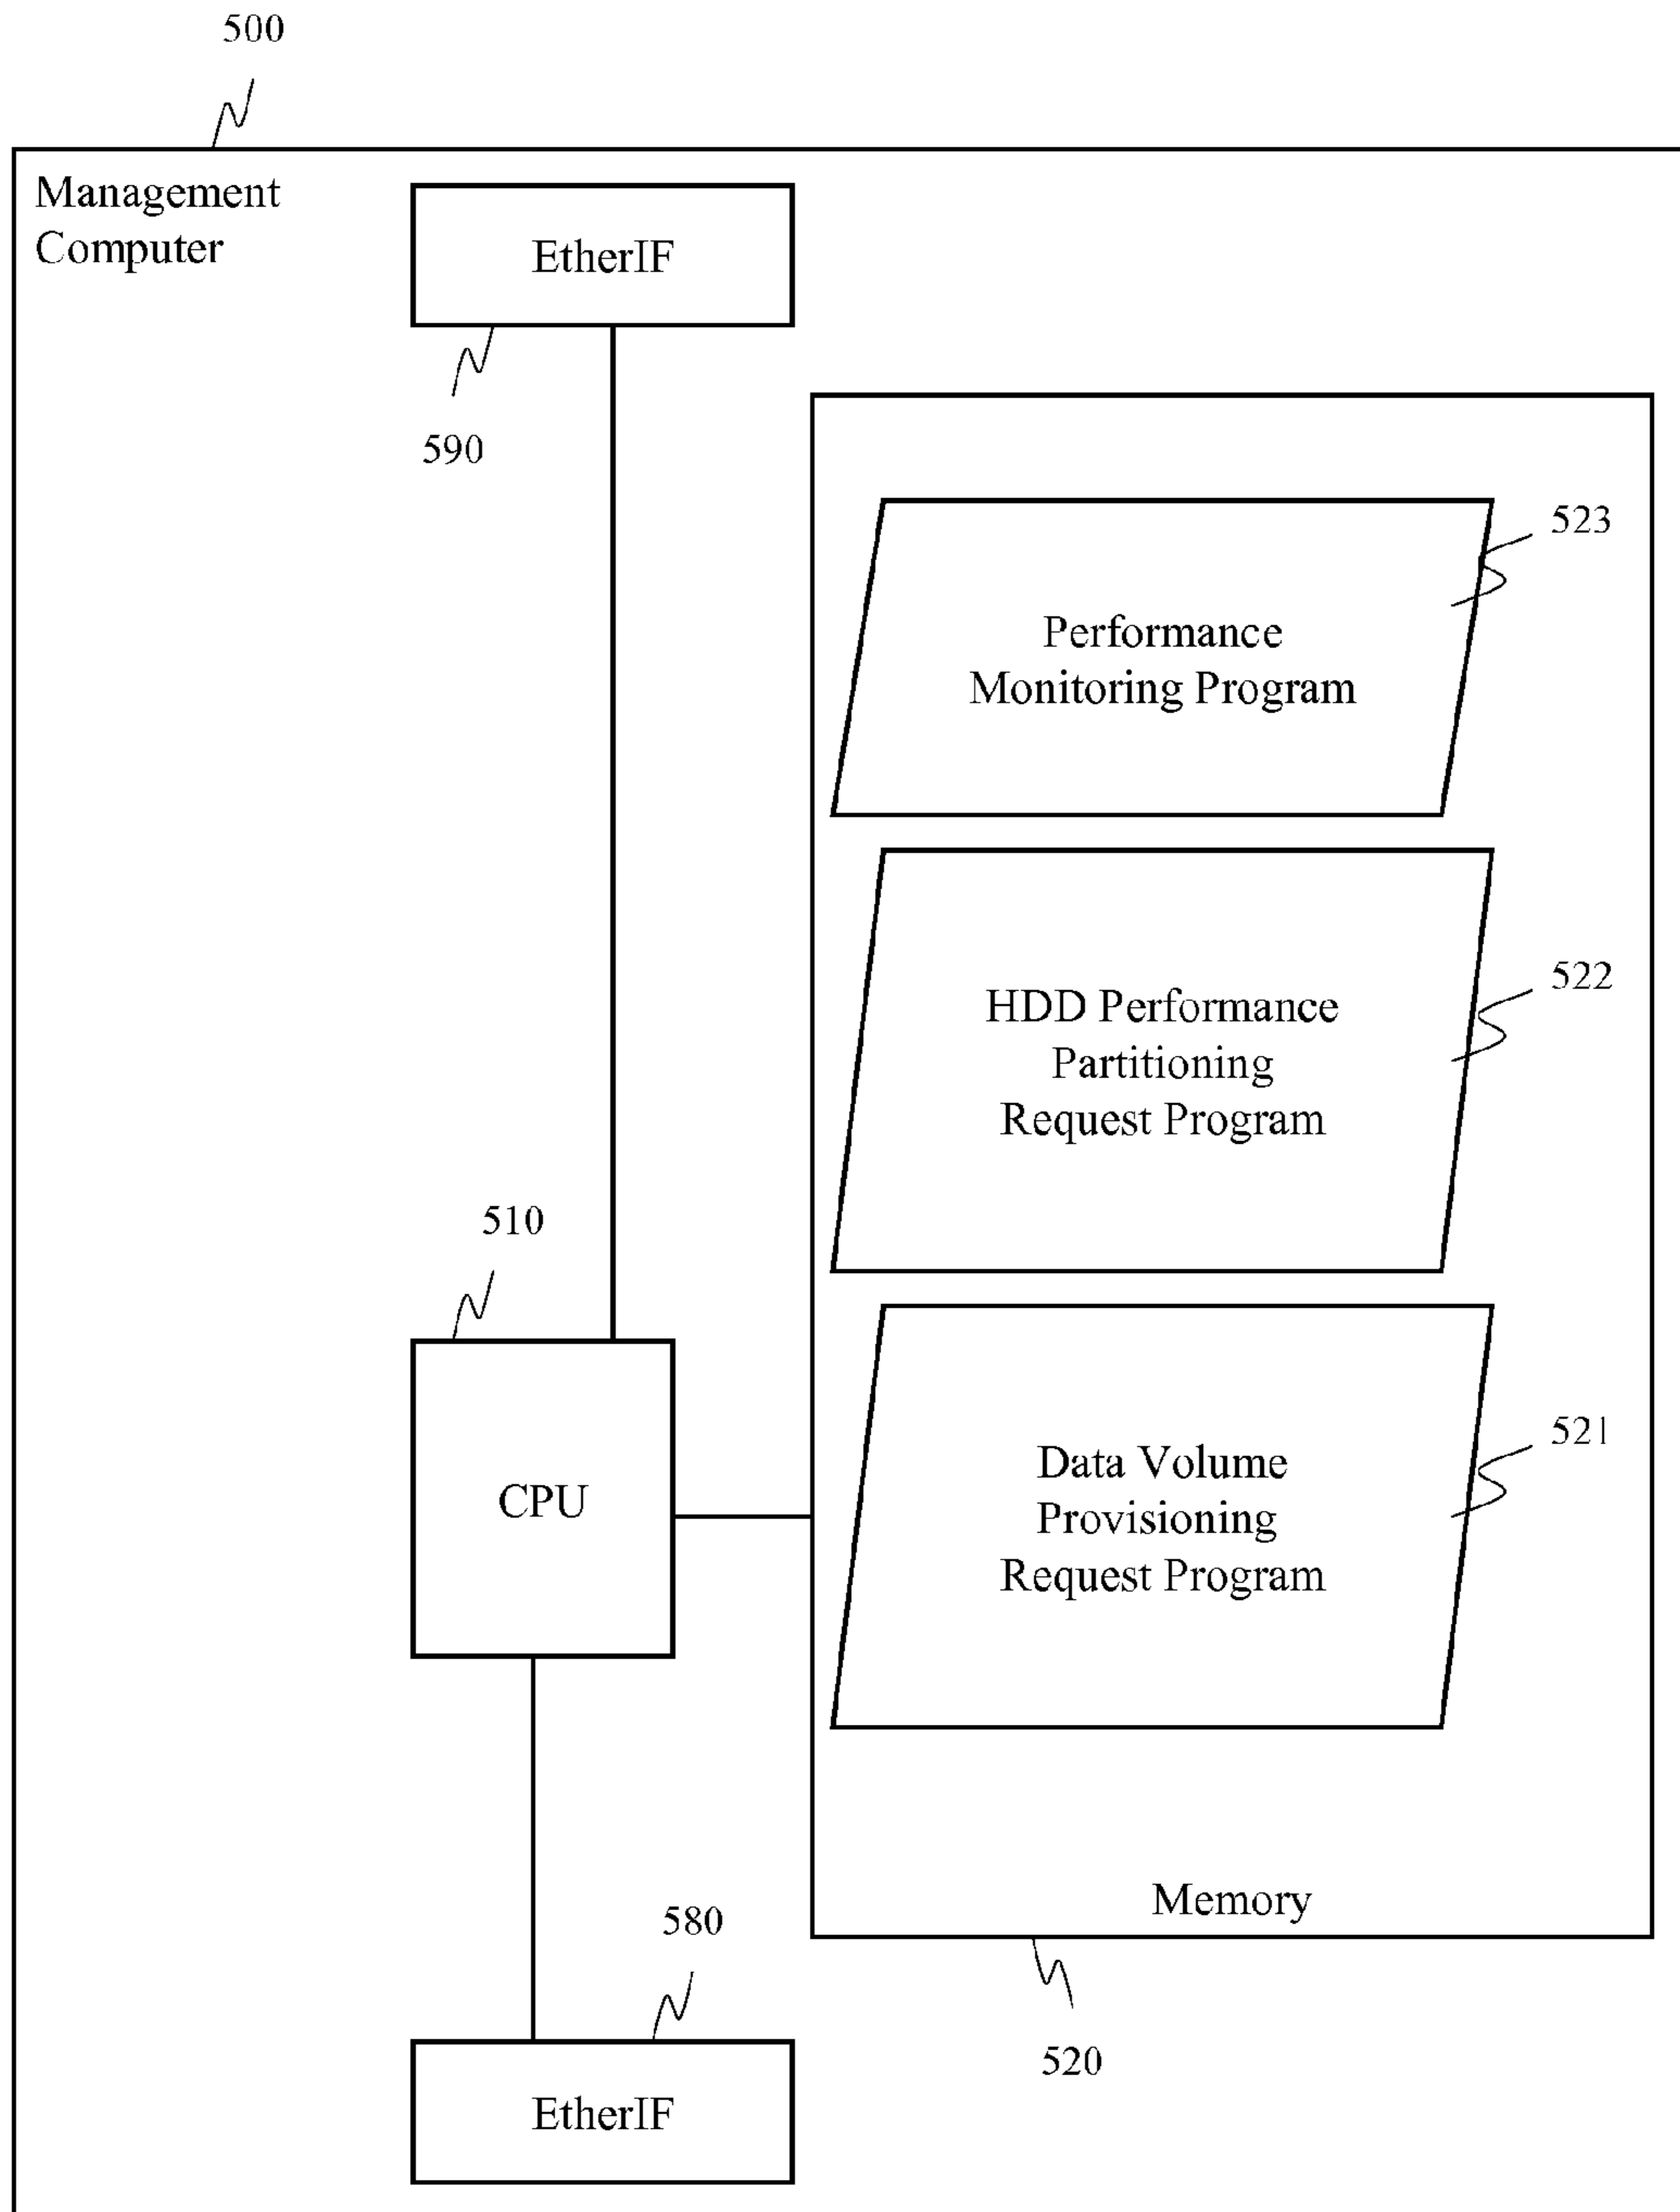 500
Management
Computer
EtherIF
590
523
Performance
Monitoring Program
522
HDD Performance
Partitioning
Request Program
510
521
CPU
Data Volume
Provisioning
Request Program
Memory
580
520
EtherIF